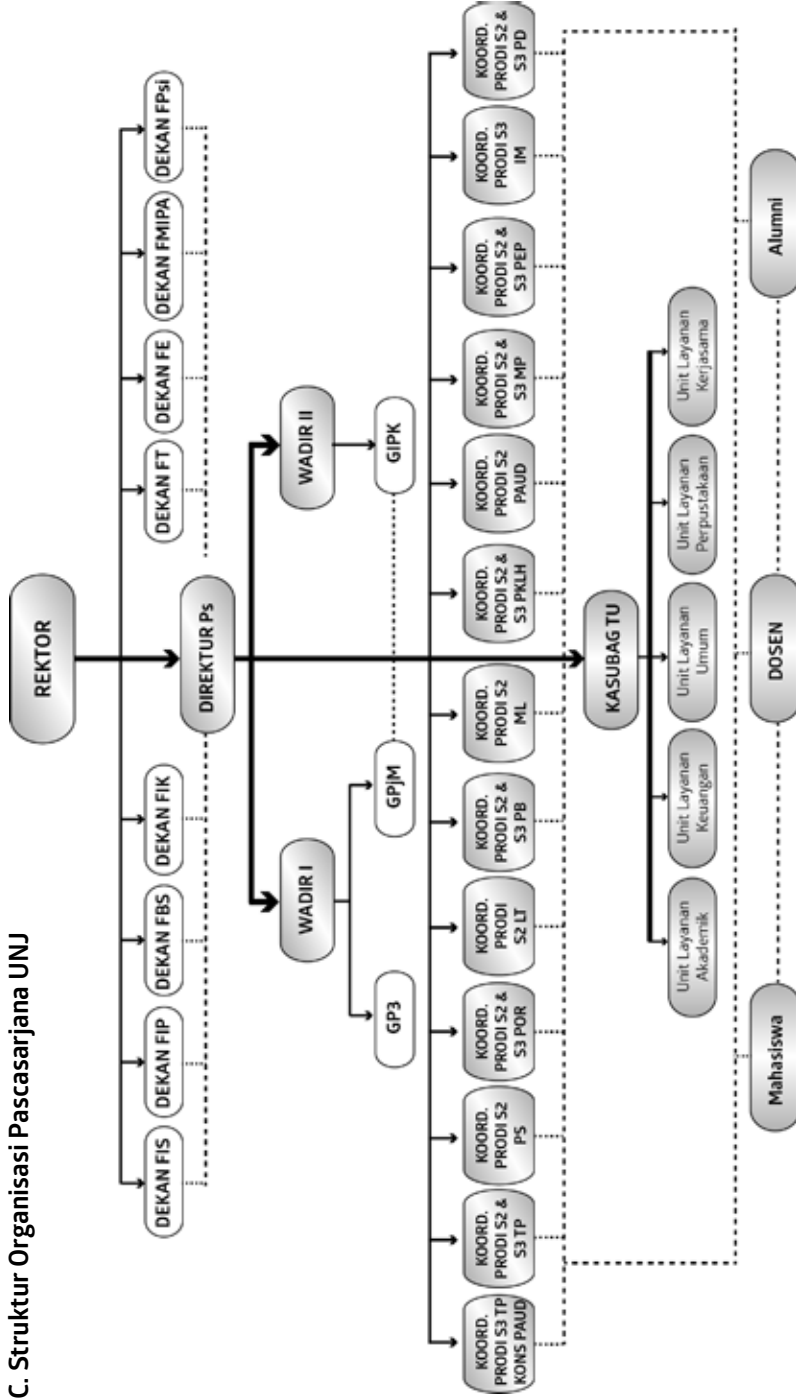 C. Struktur Organisasi Pascasarjana UNJ
REKTOR
DEKAN FIS
DEKAN FIP
DEKAN FBS
DEKAN FIK
DEKAN FT
DEKAN FE
DEKAN FMIPA
DEKAN FPsi
DIREKTUR Ps
WADIR I
WADIR II
GP3
GPjM
GIPK
KOORD.
PRODI S3 TP
KONS PAUD
KOORD.
PRODI S2 &
S3 TP
KOORD.
PRODI S2
PS
KOORD.
PRODI S2 &
S3 POR
KOORD.
PRODI
S2 LT
KOORD.
PRODI S2 &
S3 PB
KOORD.
PRODI S2
ML
KOORD.
PRODI S2 &
S3 PKLH
KOORD.
PRODI S2
PAUD
KOORD.
PRODI S2 &
S3 MP
KOORD.
PRODI S2 &
S3 PEP
KOORD.
PRODI S3
IM
KOORD.
PRODI S2 &
S3 PD
KASUBAG TU
Unit Layanan
Akademik
Unit Layanan
Keuangan
Unit Layanan
Umum
Unit Layanan
Perpustakaan
Unit Layanan
Kerjasama
Mahasiswa
DOSEN
Alumni